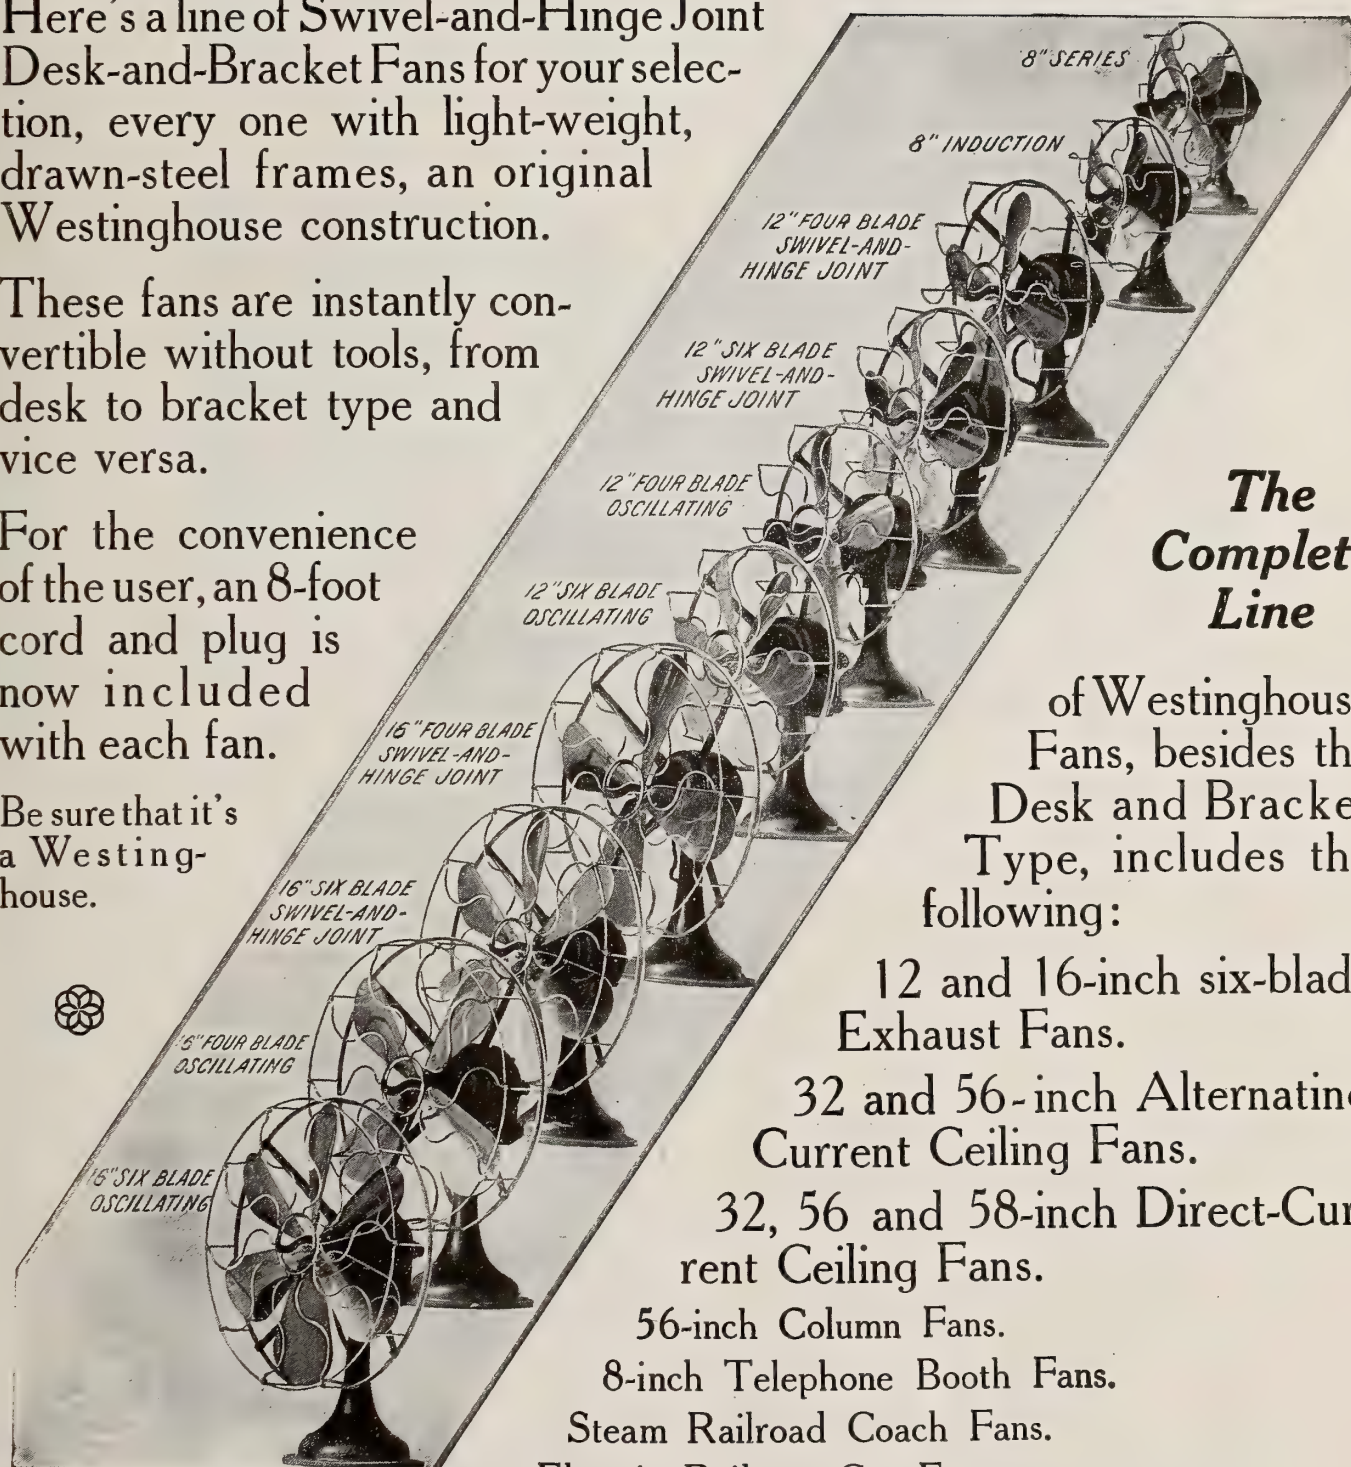 Here's a line of Swivel-and-Hinge Joint
Desk-and-Bracket Fans for your selec-
tion, every one with light-weight,
drawn-steel frames, an original
Westinghouse construction.
These fans are instantly con-
vertible without tools, from
desk to bracket type and
vice versa.
For the convenience
of the user, an 8-foot
cord and plug is
now included
with each fan.
Be sure that it's
a Westing-
house.
8" SERIES
8" INDUCTION
12" FOUR BLADE
SWIVEL-AND-
HINGE JOINT
12" SIX BLADE
SWIVEL-AND-
HINGE JOINT
12" FOUR BLADE
OSCILLATING
12" SIX BLADE
OSCILLATING
16" FOUR BLADE
SWIVEL-AND-
HINGE JOINT
16" SIX BLADE
SWIVEL-AND-
HINGE JOINT
16" FOUR BLADE
OSCILLATING
16" SIX BLADE
OSCILLATING
The
Complet
Line
of Westinghous
Fans, besides th
Desk and Bracke
Type, includes th
following:
12 and 16-inch six-blad
Exhaust Fans.
32 and 56-inch Alternatin
Current Ceiling Fans.
32, 56 and 58-inch Direct-Cur
rent Ceiling Fans.
56-inch Column Fans.
8-inch Telephone Booth Fans.
Steam Railroad Coach Fans.